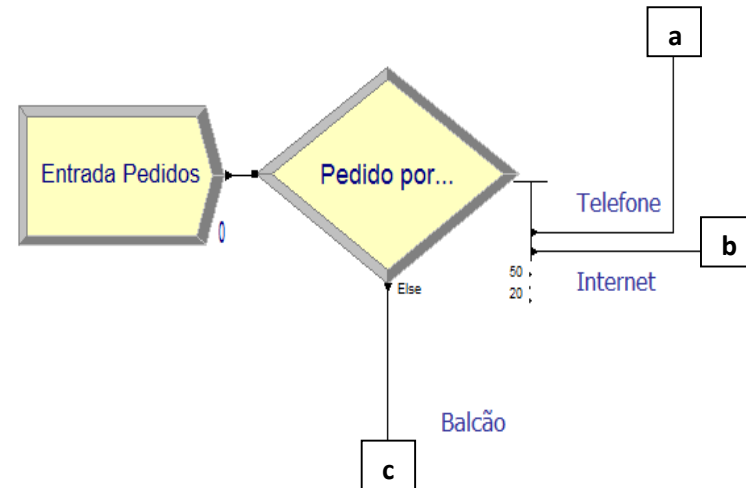 a
Entrada Pedidos
Pedido por...
Telefone
0
b
50
Internet
Else
20
Balcão
c